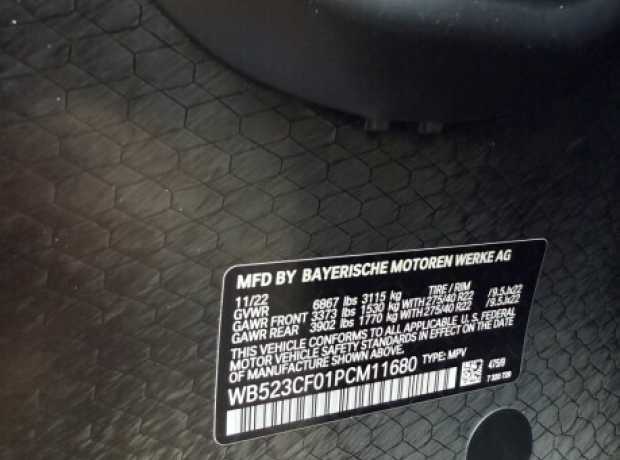 MFD BY BAYERISCHE MOTOREN WERKE AG
11/22 TIRE / RIM
GVWR 6867 lbs 3115 kg
GAWR FRONT 3373 lbs 1530 kg WITH 275/40 R22 /9.5Jx22
GAWR REAR 3902 lbs 1770 kg WITH 275/40 R22 /9.5Jx22
THIS VEHICLE CONFORMS TO ALL APPLICABLE U.S. FEDERAL
MOTOR VEHICLE SAFETY STANDARDS IN EFFECT ON THE DATE
OF MANUFACTURE SHOWN ABOVE.
WB523CF01PCM11680 TYPE: MPV